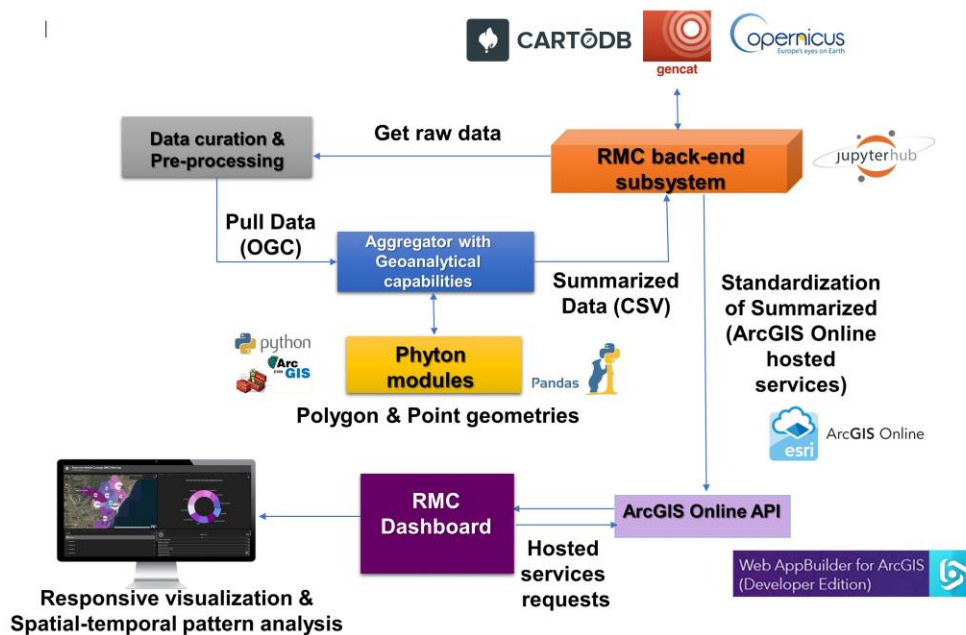 CARTODB
gencat
Copernicus
Europe's eyes on Earth
Data curation &
Pre-processing
Get raw data
RMC back-end
subsystem
jupyterhub
Pull Data
(OGC)
Aggregator with
Geoanalytical
capabilities
Summarized
Data (CSV)
Standardization
of Summarized
(ArcGIS Online
hosted
services)
python
Arc
GIS
Phyton
modules
Pandas
Polygon & Point geometries
esri
ArcGIS Online
RMC
Dashboard
ArcGIS Online API
Hosted
services
requests
Web AppBuilder for ArcGIS
(Developer Edition)
Responsive visualization &
Spatial-temporal pattern analysis